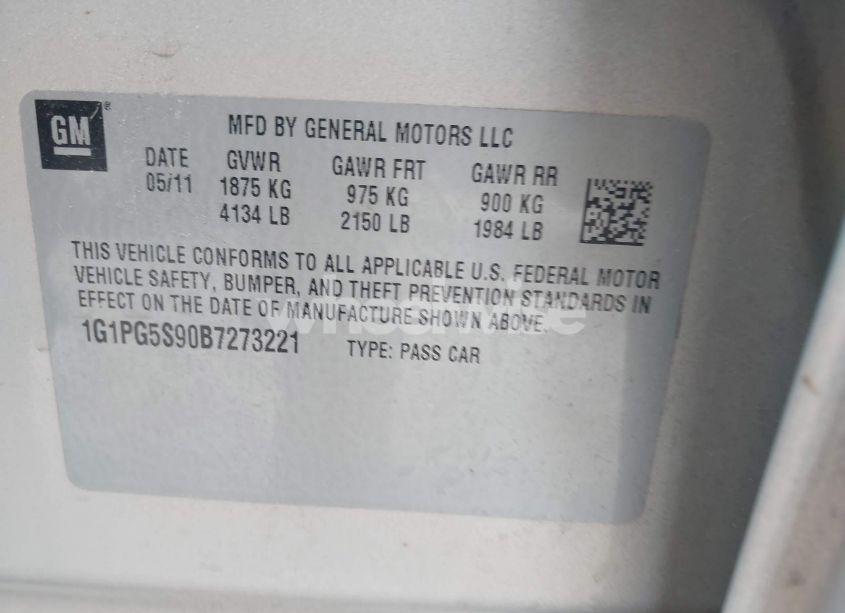 GM
MFD BY GENERAL MOTORS LLC
DATE GVWR GAWR FRT GAWR RR
05/11 1875 KG 975 KG 900 KG
4134 LB 2150 LB 1984 LB
THIS VEHICLE CONFORMS TO ALL APPLICABLE U.S. FEDERAL MOTOR
VEHICLE SAFETY, BUMPER, AND THEFT PREVENTION STANDARDS IN
EFFECT ON THE DATE OF MANUFACTURE SHOWN ABOVE.
1G1PG5S90B7273221 TYPE: PASS CAR